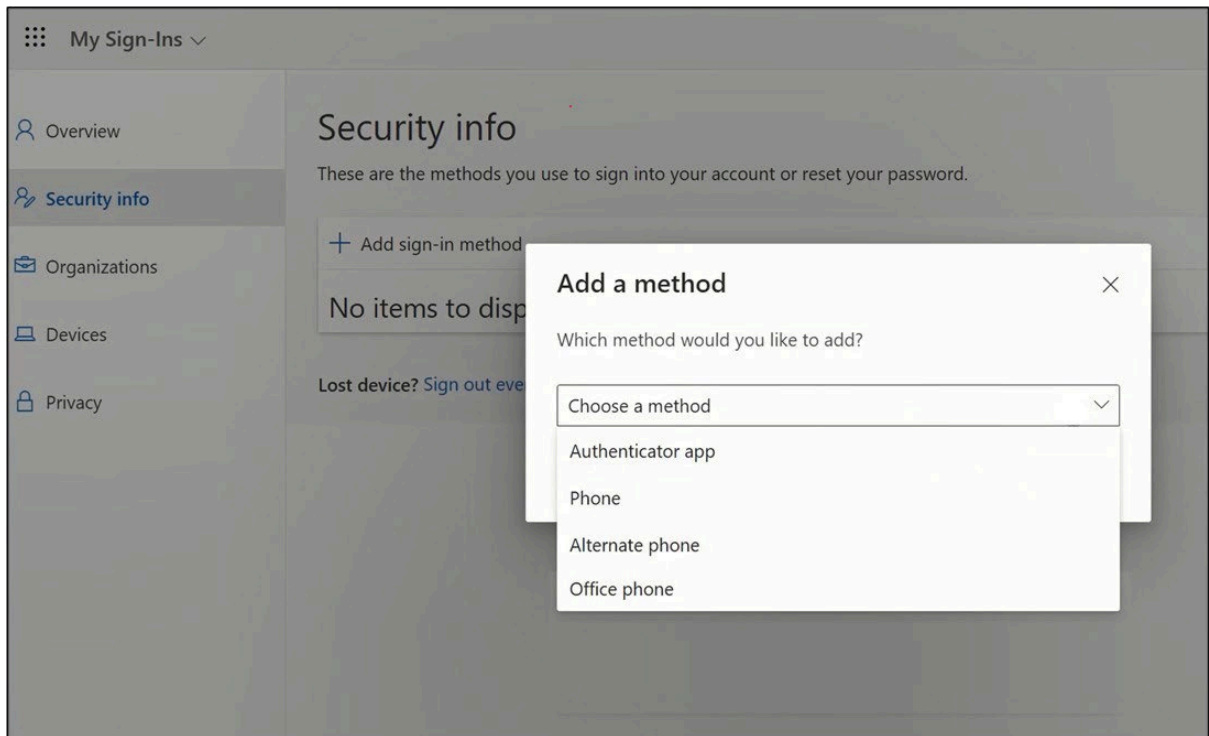 My Sign-Ins
Overview
Security info
Organizations
Devices
Privacy
Security info
These are the methods you use to sign into your account or reset your password.
Add sign-in method
No items to disp
Lost device? Sign out eve
Add a method
Which method would you like to add?
Choose a method
Authenticator app
Phone
Alternate phone
Office phone